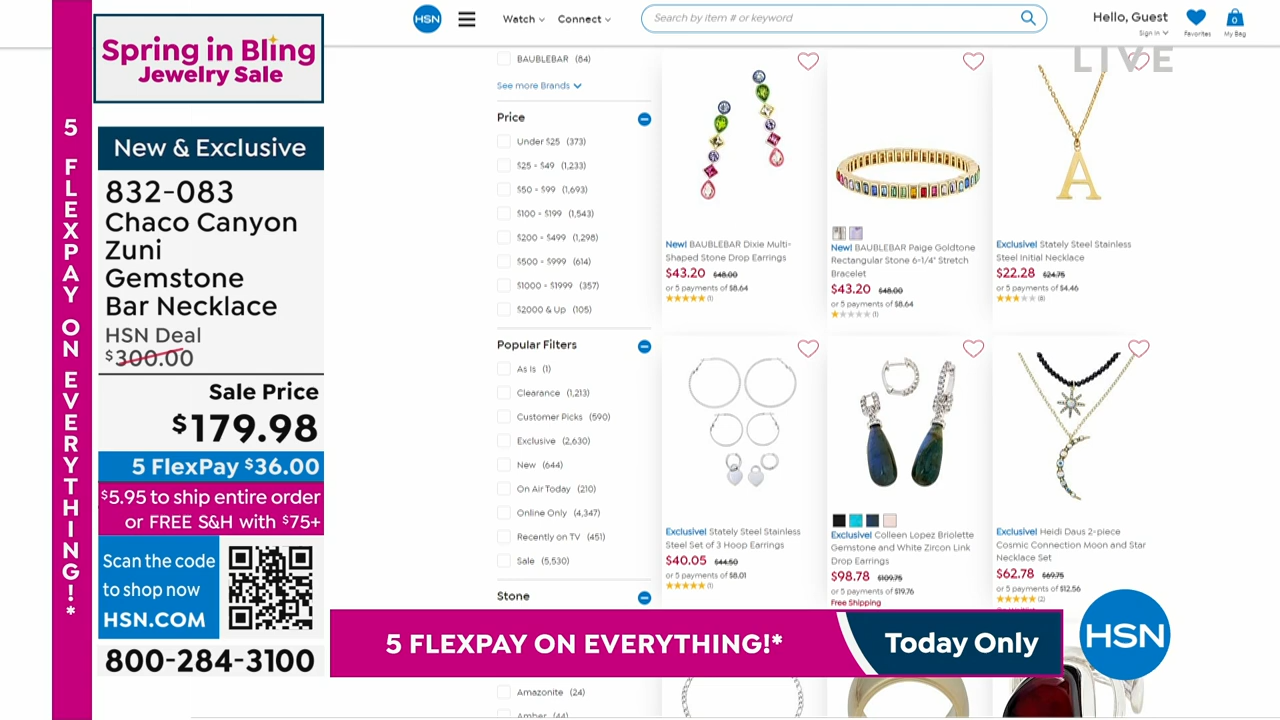 5 FLEXPAY ON EVERYTHING!*
Spring in Bling
Jewelry Sale
New & Exclusive
832-083
Chaco Canyon
Zuni
Gemstone
Bar Necklace
HSN Deal
$300.00
Sale Price
$179.98
5 FlexPay $36.00
$5.95 to ship entire order
or FREE S&H with $75+
Scan the code
to shop now
HSN.COM
800-284-3100
HSN
Watch
Connect
Search by item # or keyword
Hello, Guest
Sign In
Favorites
0
My Bag
LIVE
BAUBLEBAR (84)
See more Brands
Price
Under $25 (373)
$25 - $49 (1,233)
$50 - $99 (1,693)
$100 - $199 (1,543)
$200 - $499 (1,298)
$500 - $999 (614)
$1000 - $1999 (357)
$2000 & Up (105)
Popular Filters
As Is (1)
Clearance (1,213)
Customer Picks (590)
Exclusive (2,630)
New (644)
On Air Today (210)
Online Only (4,347)
Recently on TV (451)
Sale (5,530)
Stone
Amazonite (24)
Amber (44)
New! BAUBLEBAR Dixie Multi-
Shaped Stone Drop Earrings
$43.20 $48.00
or 5 payments of $8.64
(1)
New! BAUBLEBAR Paige Goldtone
Rectangular Stone 6-1/4" Stretch
Bracelet
$43.20 $48.00
or 5 payments of $8.64
(1)
A
Exclusive! Stately Steel Stainless
Steel Initial Necklace
$22.28 $24.75
or 5 payments of $4.46
(8)
Exclusive! Stately Steel Stainless
Steel Set of 3 Hoop Earrings
$40.05 $44.50
or 5 payments of $8.01
(1)
Exclusive! Colleen Lopez Briolette
Gemstone and White Zircon Link
Drop Earrings
$98.78 $109.75
or 5 payments of $19.76
Free Shipping
Exclusive! Heidi Daus 2-piece
Cosmic Connection Moon and Star
Necklace Set
$62.78 $69.75
or 5 payments of $12.56
(2)
5 FLEXPAY ON EVERYTHING!*
Today Only
HSN